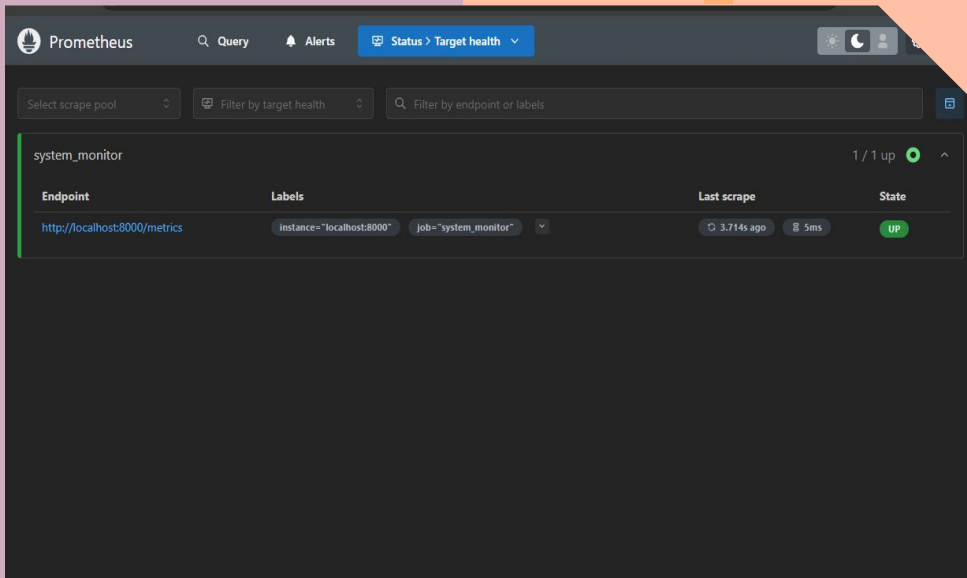 Prometheus Query Alerts Status > Target health
Select scrape pool Filter by target health Filter by endpoint or labels
system_monitor 1 / 1 up
Endpoint Labels Last scrape State
http://localhost:8000/metrics instance="localhost:8000" job="system_monitor" 3.714s ago 5ms UP